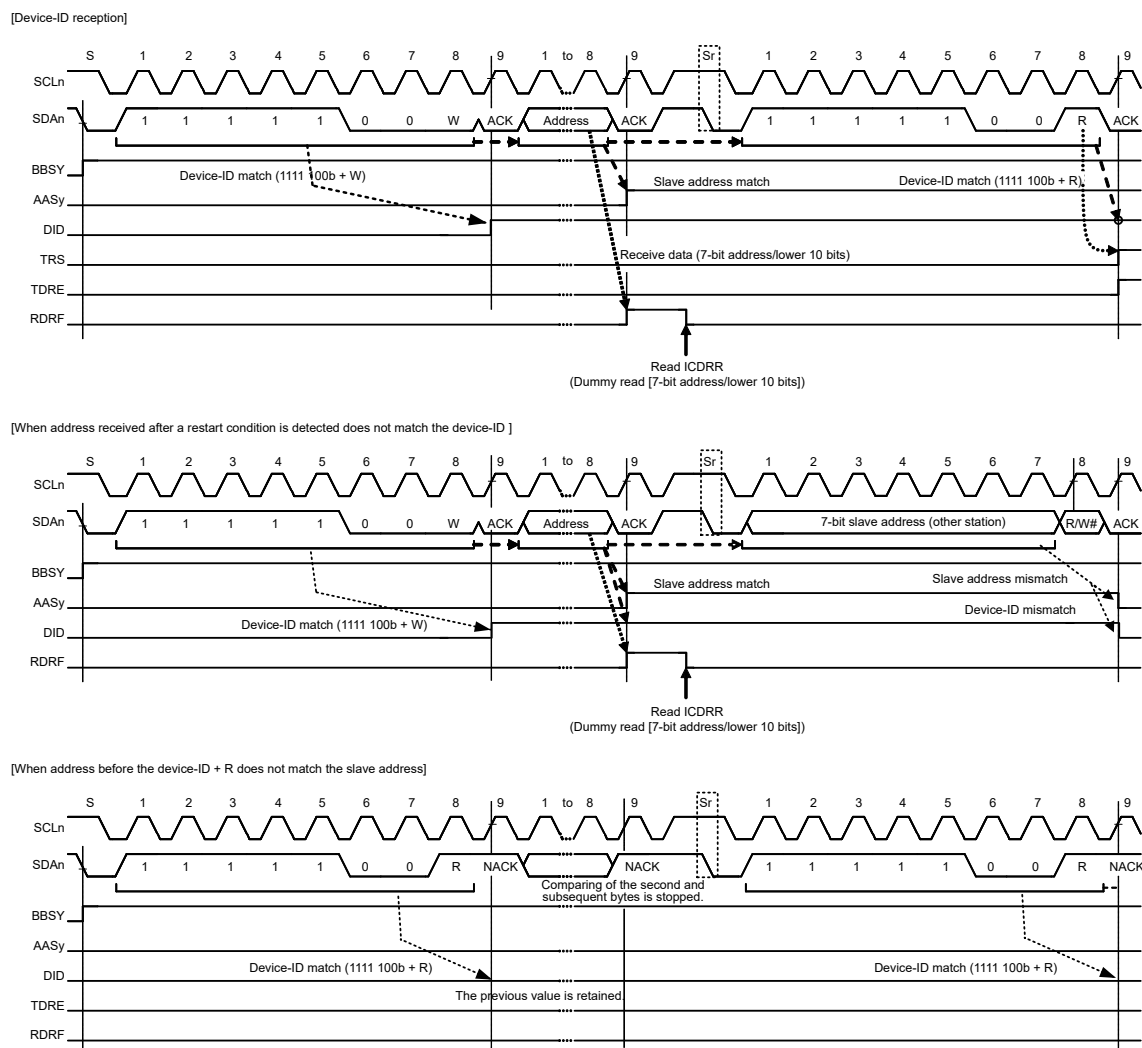 [Device-ID reception]
S 1 2 3 4 5 6 7 8 9 1 to 8 9 Sr 1 2 3 4 5 6 7 8 9
SCLn
SDAn 1 1 1 1 1 0 0 W ACK Address ACK 1 1 1 1 1 0 0 R ACK
BBSY
Device-ID match (1111 100b + W)
Slave address match
Device-ID match (1111 100b + R)
AASy
DID
Receive data (7-bit address/lower 10 bits)
TRS
TDRE
RDRF
Read ICDRR
(Dummy read [7-bit address/lower 10 bits])
[When address received after a restart condition is detected does not match the device-ID ]
S 1 2 3 4 5 6 7 8 9 1 to 8 9 Sr 1 2 3 4 5 6 7 8 9
SCLn
SDAn 1 1 1 1 1 0 0 W ACK Address ACK 7-bit slave address (other station) R/W# ACK
BBSY
Slave address match
Slave address mismatch
AASy
Device-ID mismatch
Device-ID match (1111 100b + W)
DID
RDRF
Read ICDRR
(Dummy read [7-bit address/lower 10 bits])
[When address before the device-ID + R does not match the slave address]
S 1 2 3 4 5 6 7 8 9 1 to 8 9 Sr 1 2 3 4 5 6 7 8 9
SCLn
SDAn 1 1 1 1 1 0 0 R NACK NACK 1 1 1 1 1 0 0 R NACK
Comparing of the second and
subsequent bytes is stopped.
BBSY
AASy
Device-ID match (1111 100b + R)
Device-ID match (1111 100b + R)
DID
The previous value is retained.
TDRE
RDRF